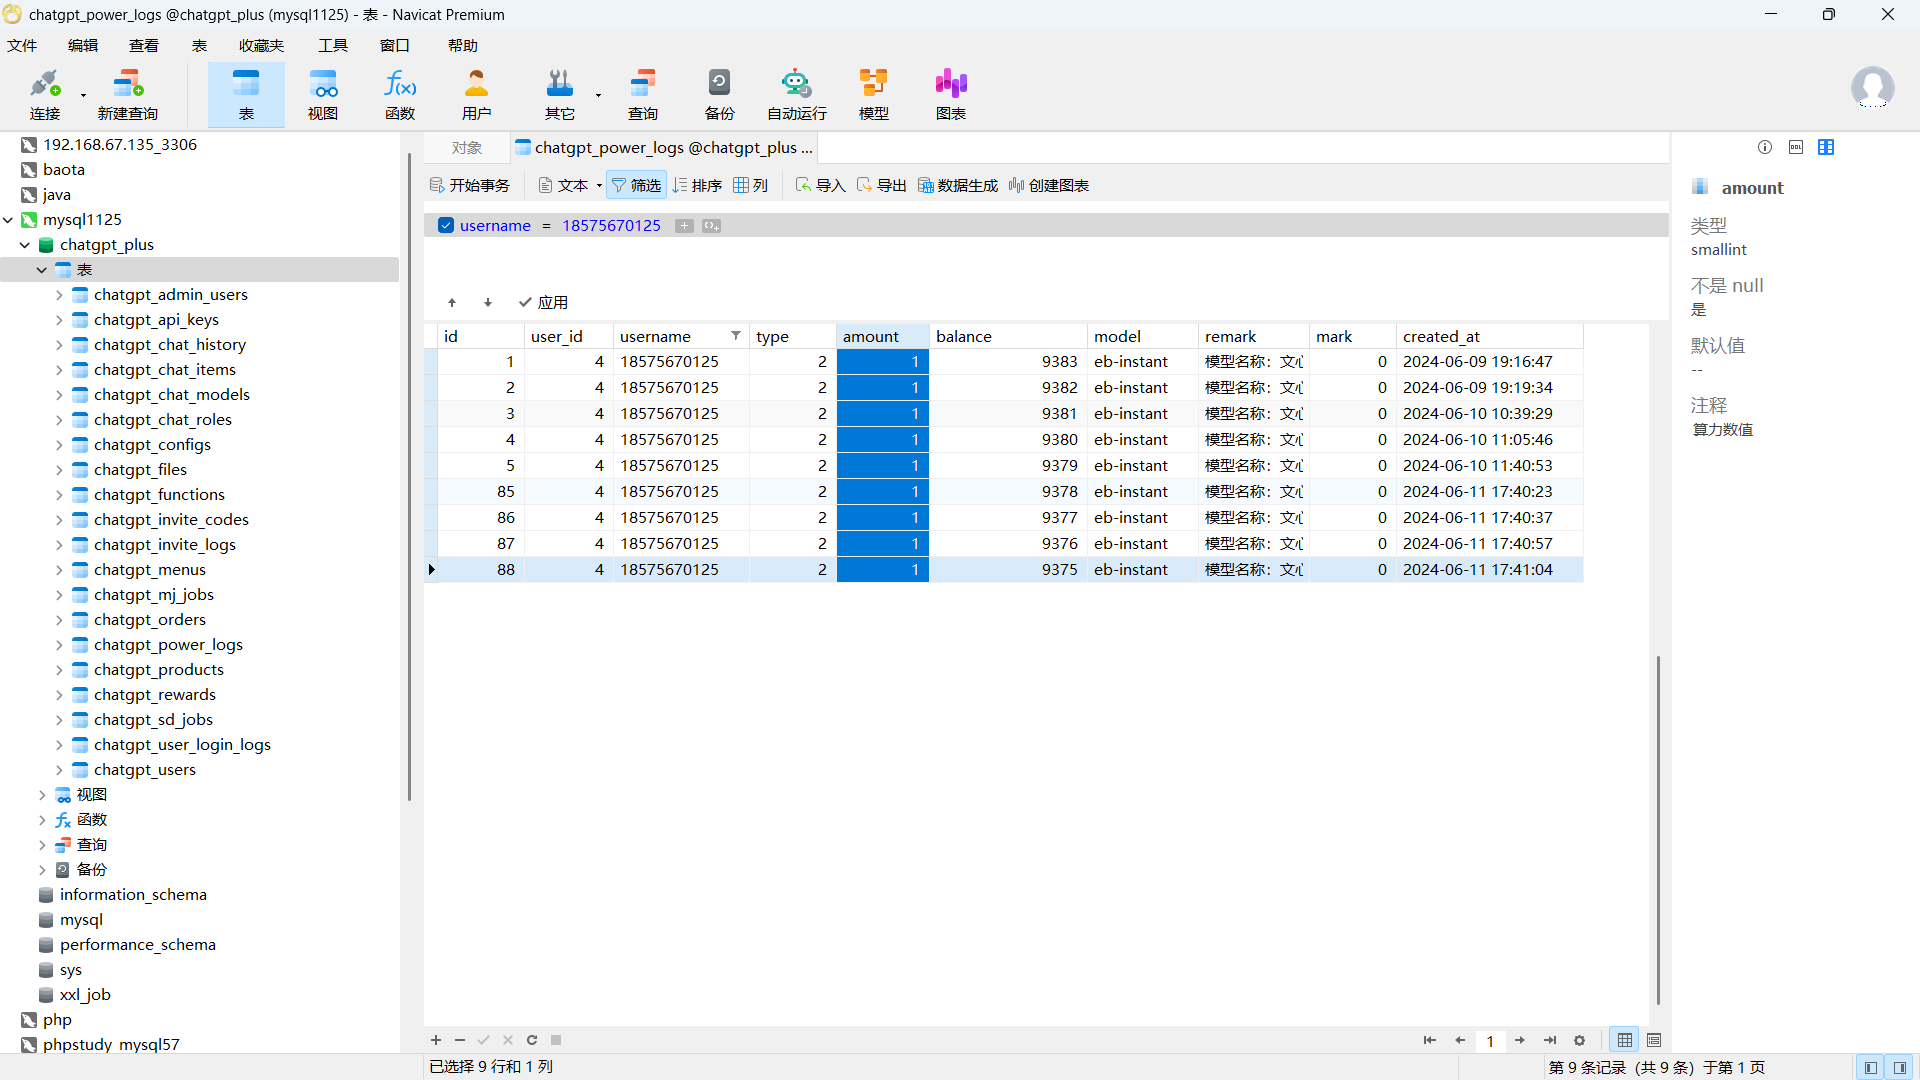 chatgpt_power_logs @chatgpt_plus (mysql1125) - 表 - Navicat Premium
文件 编辑 查看 表 收藏夹 工具 窗口 帮助
连接 新建查询 表 视图 函数 用户 其它 查询 备份 自动运行 模型 图表
192.168.67.135_3306
baota
java
mysql1125
chatgpt_plus
表
chatgpt_admin_users
chatgpt_api_keys
chatgpt_chat_history
chatgpt_chat_items
chatgpt_chat_models
chatgpt_chat_roles
chatgpt_configs
chatgpt_files
chatgpt_functions
chatgpt_invite_codes
chatgpt_invite_logs
chatgpt_menus
chatgpt_mj_jobs
chatgpt_orders
chatgpt_power_logs
chatgpt_products
chatgpt_rewards
chatgpt_sd_jobs
chatgpt_user_login_logs
chatgpt_users
视图
函数
查询
备份
information_schema
mysql
performance_schema
sys
xxl_job
php
phpstudy_mysql57
对象 chatgpt_power_logs @chatgpt_plus ...
开始事务 文本 筛选 排序 列 导入 导出 数据生成 创建图表
username = 18575670125
应用
id user_id username type amount balance model remark mark created_at
1 4 18575670125 2 1 9383 eb-instant 模型名称：文心 0 2024-06-09 19:16:47
2 4 18575670125 2 1 9382 eb-instant 模型名称：文心 0 2024-06-09 19:19:34
3 4 18575670125 2 1 9381 eb-instant 模型名称：文心 0 2024-06-10 10:39:29
4 4 18575670125 2 1 9380 eb-instant 模型名称：文心 0 2024-06-10 11:05:46
5 4 18575670125 2 1 9379 eb-instant 模型名称：文心 0 2024-06-10 11:40:53
85 4 18575670125 2 1 9378 eb-instant 模型名称：文心 0 2024-06-11 17:40:23
86 4 18575670125 2 1 9377 eb-instant 模型名称：文心 0 2024-06-11 17:40:37
87 4 18575670125 2 1 9376 eb-instant 模型名称：文心 0 2024-06-11 17:40:57
88 4 18575670125 2 1 9375 eb-instant 模型名称：文心 0 2024-06-11 17:41:04
1
amount
类型
smallint
不是 null
是
默认值
--
注释
算力数值
已选择 9 行和 1 列
第 9 条记录（共 9 条）于第 1 页